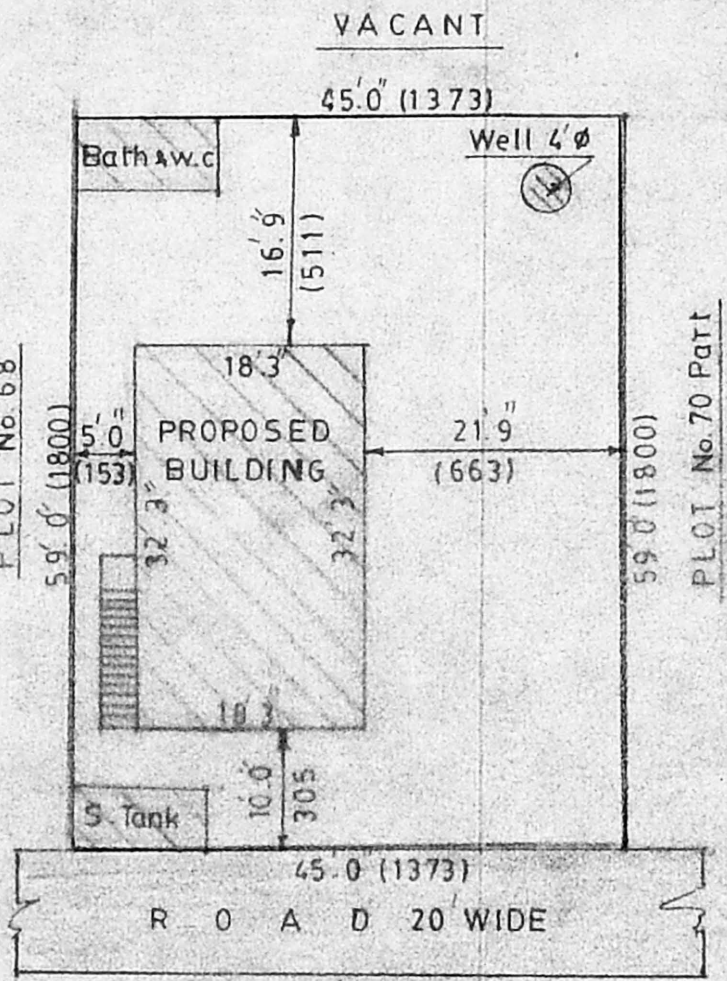 VACANT
45'.0" (1373)
Bath & w.c
Well 4' ø
16'.9"
(511)
PLOT No. 68
59'.0" (1800)
5'.0"
(153)
18'.3"
PROPOSED
BUILDING
32'.3"
32'.3"
21'.9"
(663)
59'.0" (1800)
PLOT No. 70 Part
18'.3"
10'.0"
305
S. Tank
45'.0" (1373)
ROAD 20' WIDE